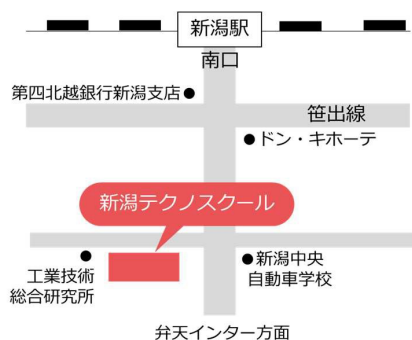 新潟駅
南口
第四北越銀行新潟支店
笹出線
ドン・キホーテ
新潟テクノスクール
工業技術
総合研究所
新潟中央
自動車学校
弁天インター方面